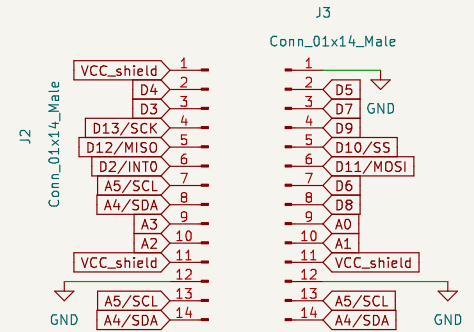 J3
Conn_01x14_Male
J2
Conn_01x14_Male
VCC_shield 1
D4 2
D3 3
D13/SCK 4
D12/MISO 5
D2/INT0 6
A5/SCL 7
A4/SDA 8
A3 9
A2 10
VCC_shield 11
12
GND
A5/SCL 13
A4/SDA 14
1
GND
2 D5
3 D7
4 D9
5 D10/SS
6 D11/MOSI
7 D6
8 D8
9 A0
10 A1
11 VCC_shield
12
GND
13 A5/SCL
14 A4/SDA